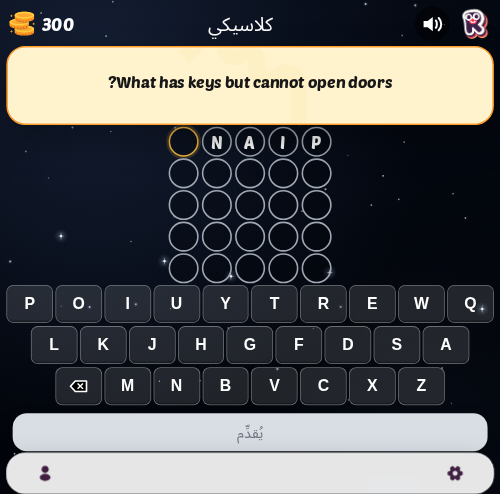 300
كلاسيكي
?What has keys but cannot open doors
N A I P
P O I U Y T R E W Q
L K J H G F D S A
M N B V C X Z
يُقدِّم